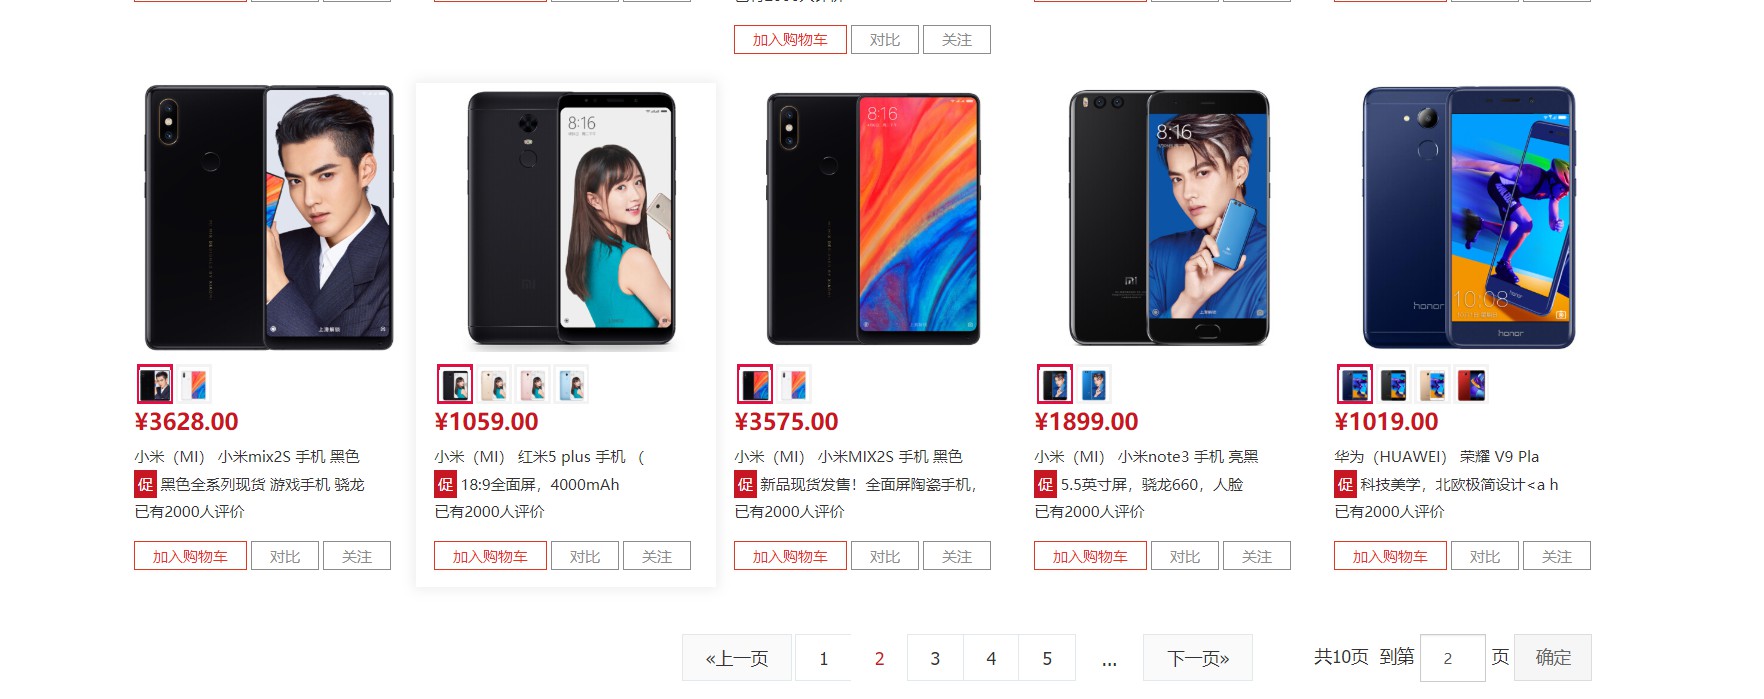 加入购物车 对比 关注
8:16
8:16
8:16
10:08
honor
honor
上滑解锁
¥3628.00
小米（MI） 小米mix2S 手机 黑色
促 黑色全系列现货 游戏手机 骁龙
已有2000人评价
加入购物车 对比 关注
¥1059.00
小米（MI） 红米5 plus 手机 （
促 18:9全面屏，4000mAh
已有2000人评价
加入购物车 对比 关注
¥3575.00
小米（MI） 小米MIX2S 手机 黑色
促 新品现货发售！全面屏陶瓷手机，
已有2000人评价
加入购物车 对比 关注
¥1899.00
小米（MI） 小米note3 手机 亮黑
促 5.5英寸屏，骁龙660，人脸
已有2000人评价
加入购物车 对比 关注
¥1019.00
华为（HUAWEI） 荣耀 V9 Pla
促 科技美学，北欧极简设计<a h
已有2000人评价
加入购物车 对比 关注
«上一页 1 2 3 4 5 ... 下一页» 共10页 到第 2 页 确定